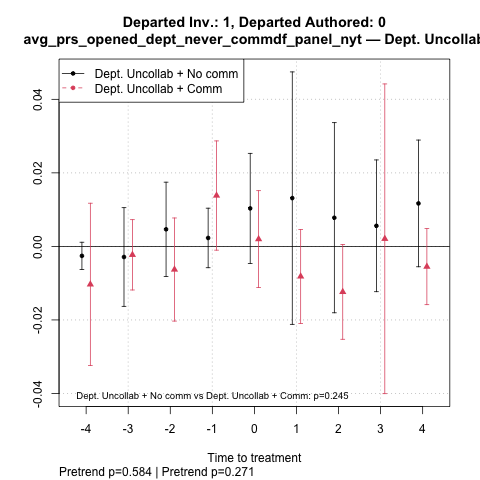 Departed Inv.: 1, Departed Authored: 0
avg_prs_opened_dept_never_commdf_panel_nyt — Dept. Uncollab
Dept. Uncollab + No comm
Dept. Uncollab + Comm
0.04
0.02
0.00
-0.02
-0.04
Dept. Uncollab + No comm vs Dept. Uncollab + Comm: p=0.245
-4 -3 -2 -1 0 1 2 3 4
Time to treatment
Pretrend p=0.584 | Pretrend p=0.271